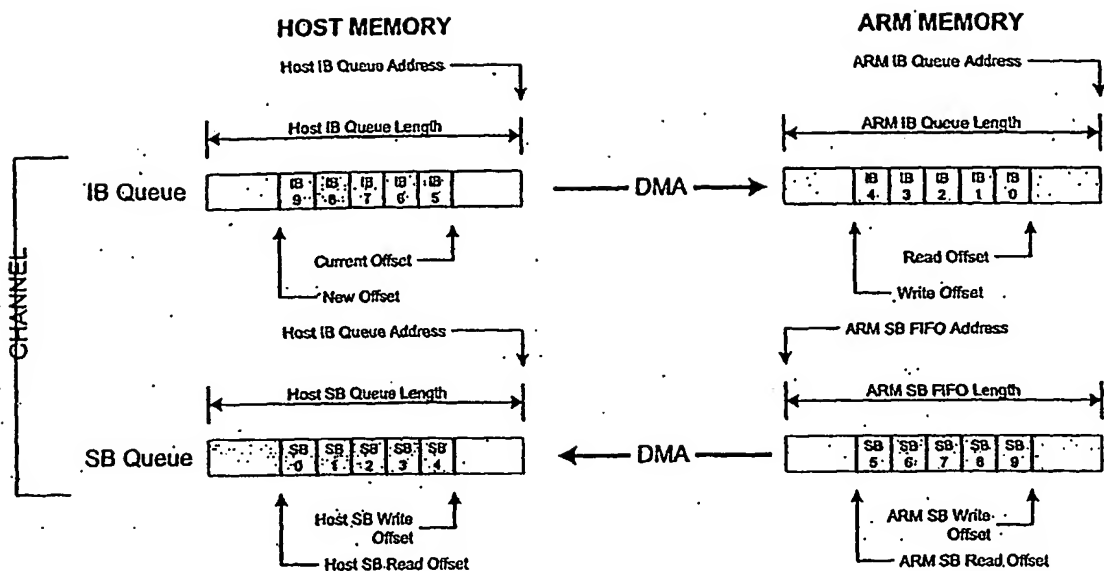 HOST MEMORY
ARM MEMORY
Host IB Queue Address
ARM IB Queue Address
Host IB Queue Length
ARM IB Queue Length
IB Queue
IB 9
IB 8
IB 7
IB 6
IB 5
DMA
IB 4
IB 3
IB 2
IB 1
IB 0
Current Offset
New Offset
Read Offset
Write Offset
CHANNEL
Host IB Queue Address
ARM SB FIFO Address
Host SB Queue Length
ARM SB FIFO Length
SB Queue
SB 0
SB 1
SB 2
SB 3
SB 4
DMA
SB 5
SB 6
SB 7
SB 8
SB 9
Host SB Write
Offset
Host SB Read Offset
ARM SB Write
Offset
ARM SB Read Offset